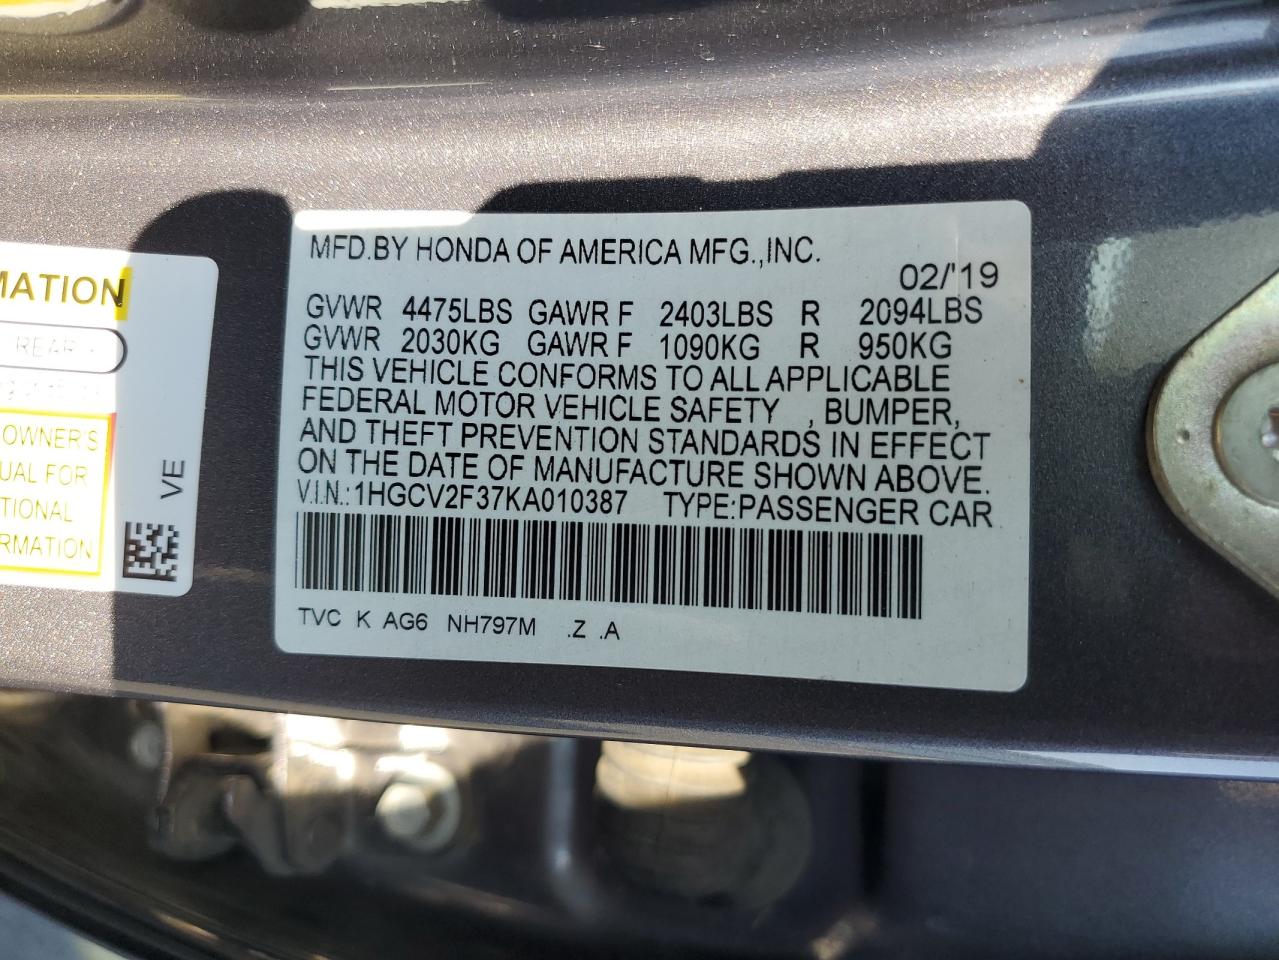 MATION
REAR
OWNER'S
UAL FOR
TIONAL
RMATION
VE
MFD.BY HONDA OF AMERICA MFG.,INC.
02/'19
GVWR 4475LBS GAWR F 2403LBS R 2094LBS
GVWR 2030KG GAWR F 1090KG R 950KG
THIS VEHICLE CONFORMS TO ALL APPLICABLE
FEDERAL MOTOR VEHICLE SAFETY , BUMPER,
AND THEFT PREVENTION STANDARDS IN EFFECT
ON THE DATE OF MANUFACTURE SHOWN ABOVE.
V.I.N.:1HGCV2F37KA010387 TYPE:PASSENGER CAR
TVC K AG6 NH797M .Z .A